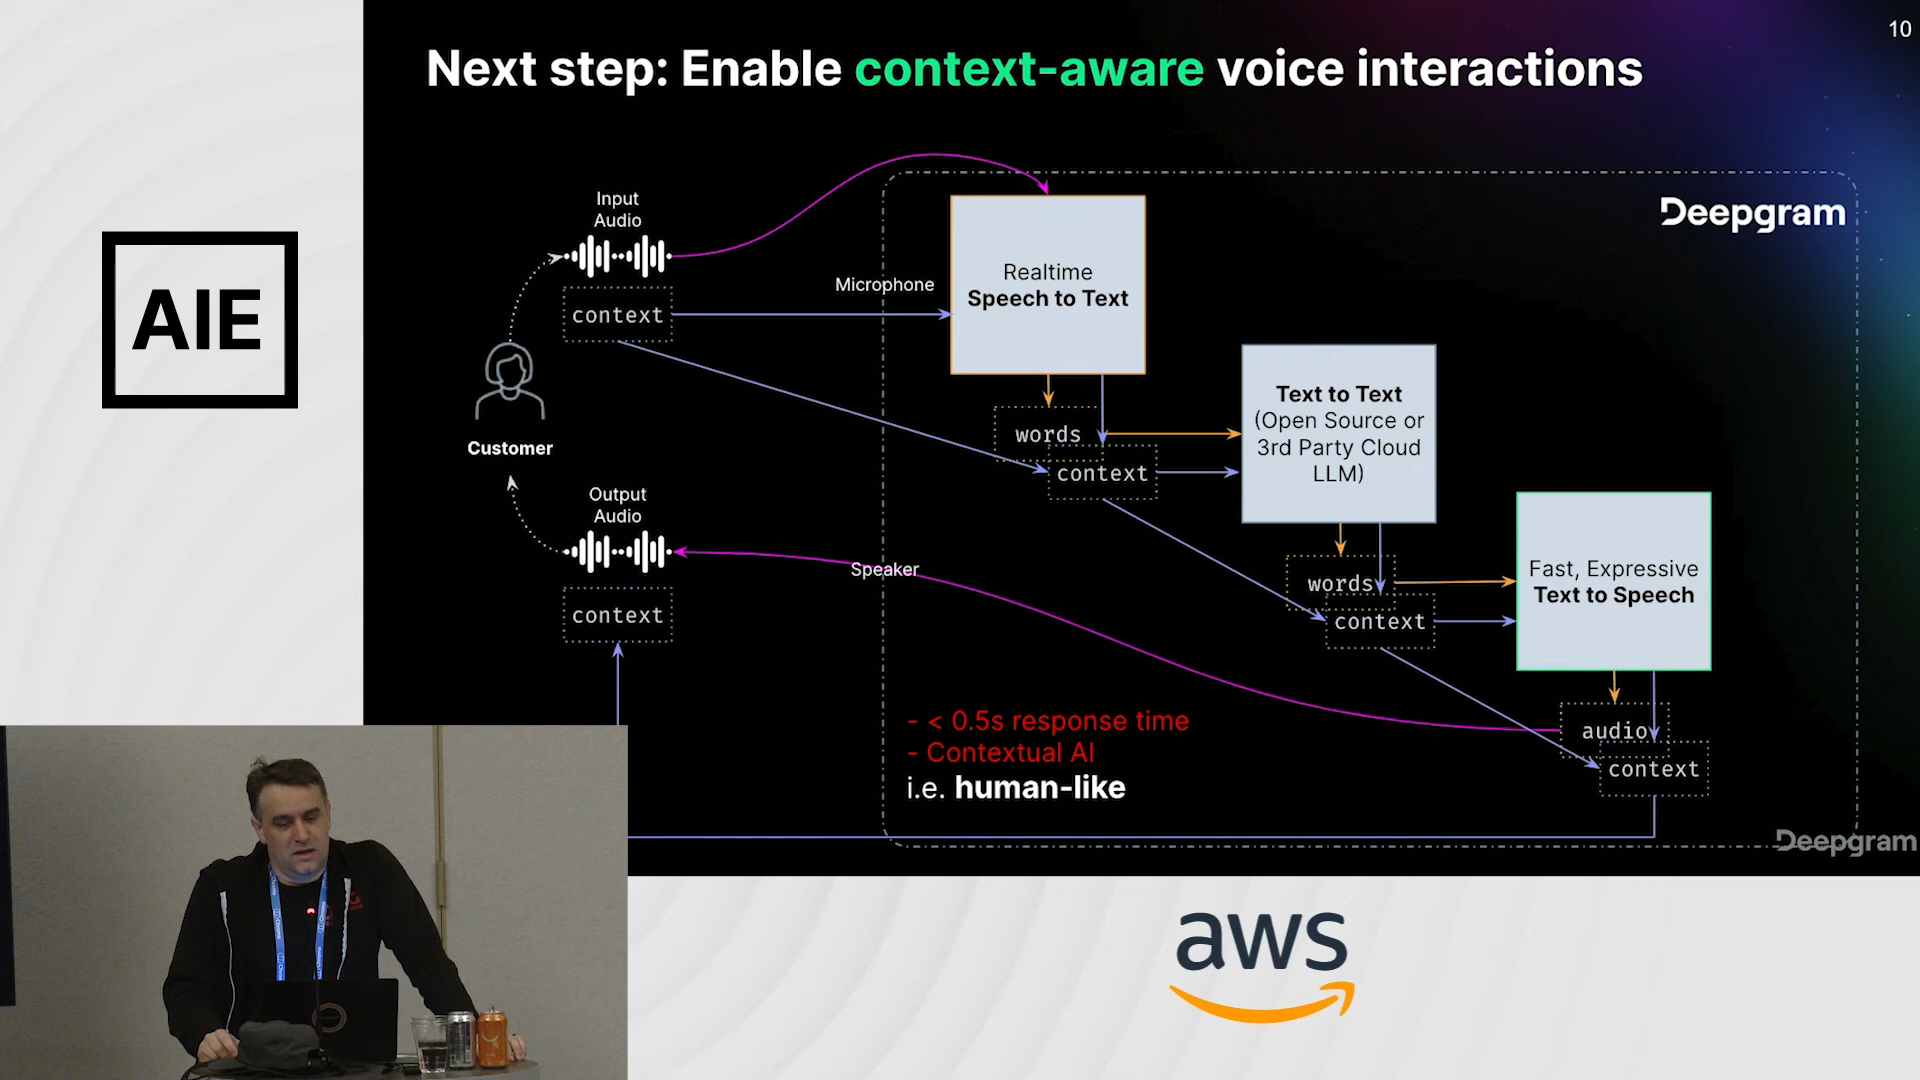 10
Next step: Enable context-aware voice interactions
AIE
Deepgram
Input
Audio
context
Microphone
Realtime
Speech to Text
Customer
words
context
Text to Text
(Open Source or
3rd Party Cloud
LLM)
Output
Audio
context
Speaker
words
context
Fast, Expressive
Text to Speech
audio
context
- < 0.5s response time
- Contextual AI
i.e. human-like
Deepgram
aws